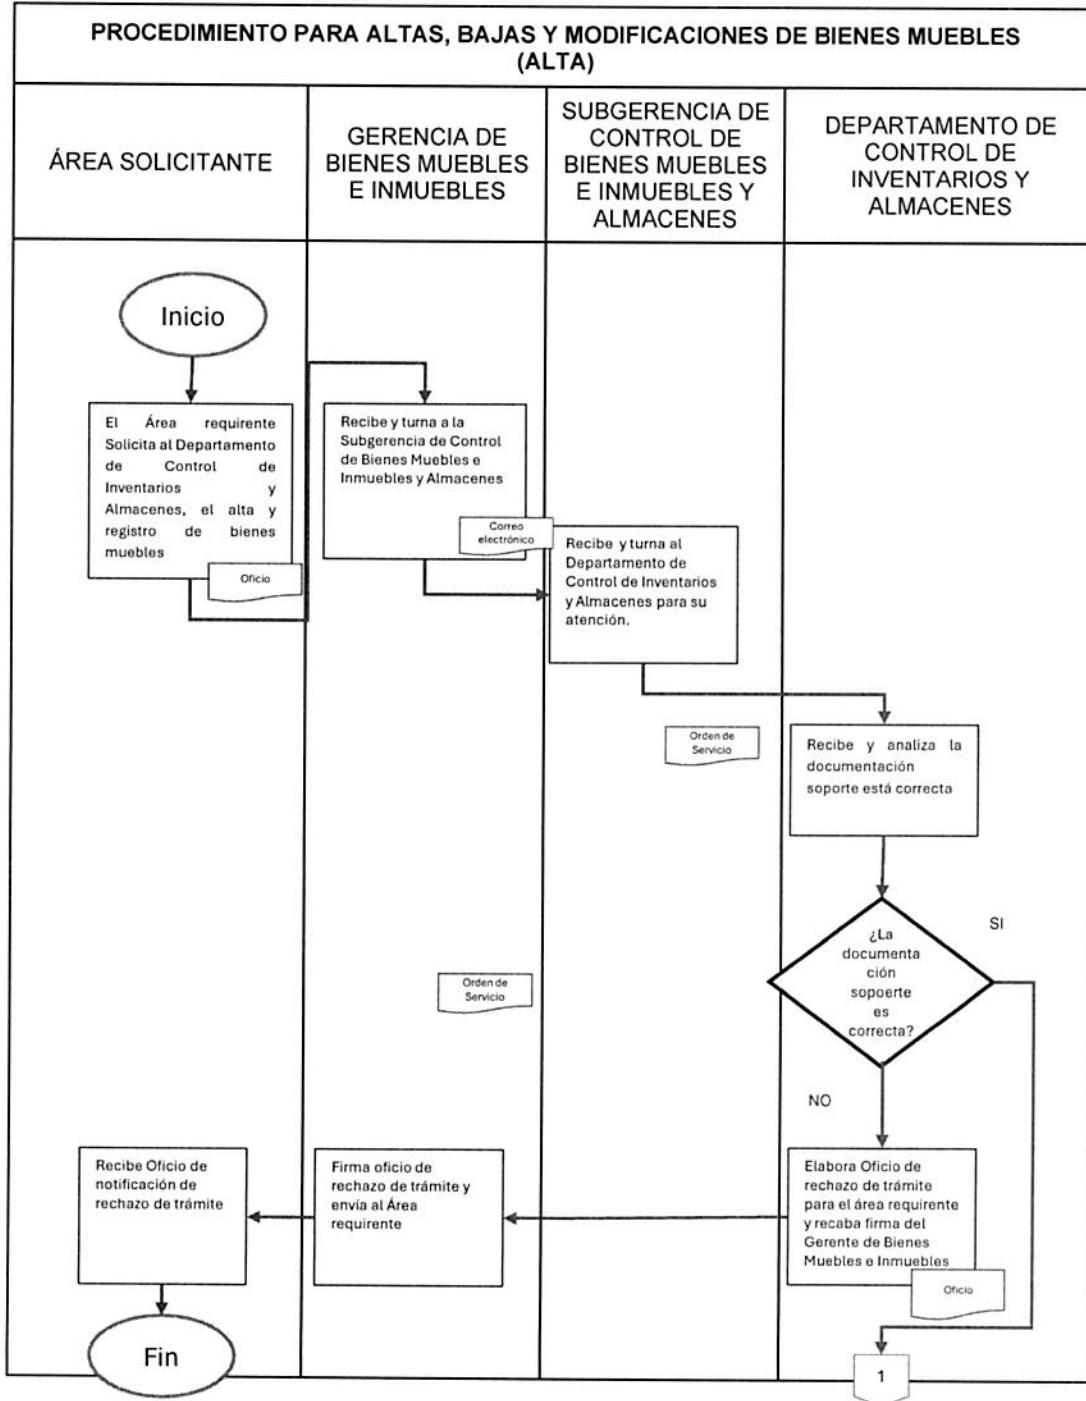 PROCEDIMIENTO PARA ALTAS, BAJAS Y MODIFICACIONES DE BIENES MUEBLES
(ALTA)
ÁREA SOLICITANTE
GERENCIA DE
BIENES MUEBLES
E INMUEBLES
SUBGERENCIA DE
CONTROL DE
BIENES MUEBLES
E INMUEBLES Y
ALMACENES
DEPARTAMENTO DE
CONTROL DE
INVENTARIOS Y
ALMACENES
Inicio
El Área requirente
Solicita al Departamento
de Control de
Inventarios y
Almacenes, el alta y
registro de bienes
muebles
Oficio
Recibe y turna a la
Subgerencia de Control
de Bienes Muebles e
Inmuebles y Almacenes
Correo
electrónico
Recibe y turna al
Departamento de
Control de Inventarios
y Almacenes para su
atención.
Orden de
Servicio
Recibe y analiza la
documentación
soporte está correcta
¿La
documenta
ción
sopoerte
es
correcta?
SI
Orden de
Servicio
NO
Elabora Oficio de
rechazo de trámite
para el área requirente
y recaba firma del
Gerente de Bienes
Muebles e Inmuebles
Oficio
Firma oficio de
rechazo de trámite y
envía al Área
requirente
Recibe Oficio de
notificación de
rechazo de trámite
Fin
1